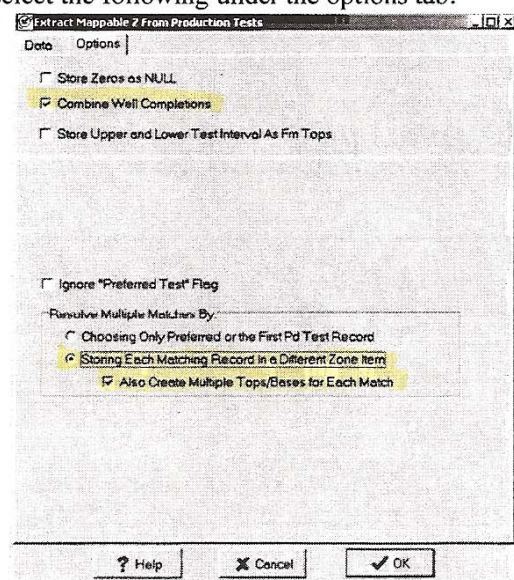 select the following under the options tab:
Extract Mappable Z From Production Tests
Data Options
Store Zeros as NULL
Combine Well Completions
Store Upper and Lower Test Interval As Fm Tops
Ignore "Preferred Test" Flag
Resolve Multiple Matches By:
Choosing Only Preferred or the First Pd Test Record
Storing Each Matching Record in a Different Zone Item
Also Create Multiple Tops/Bases for Each Match
? Help
Cancel
OK